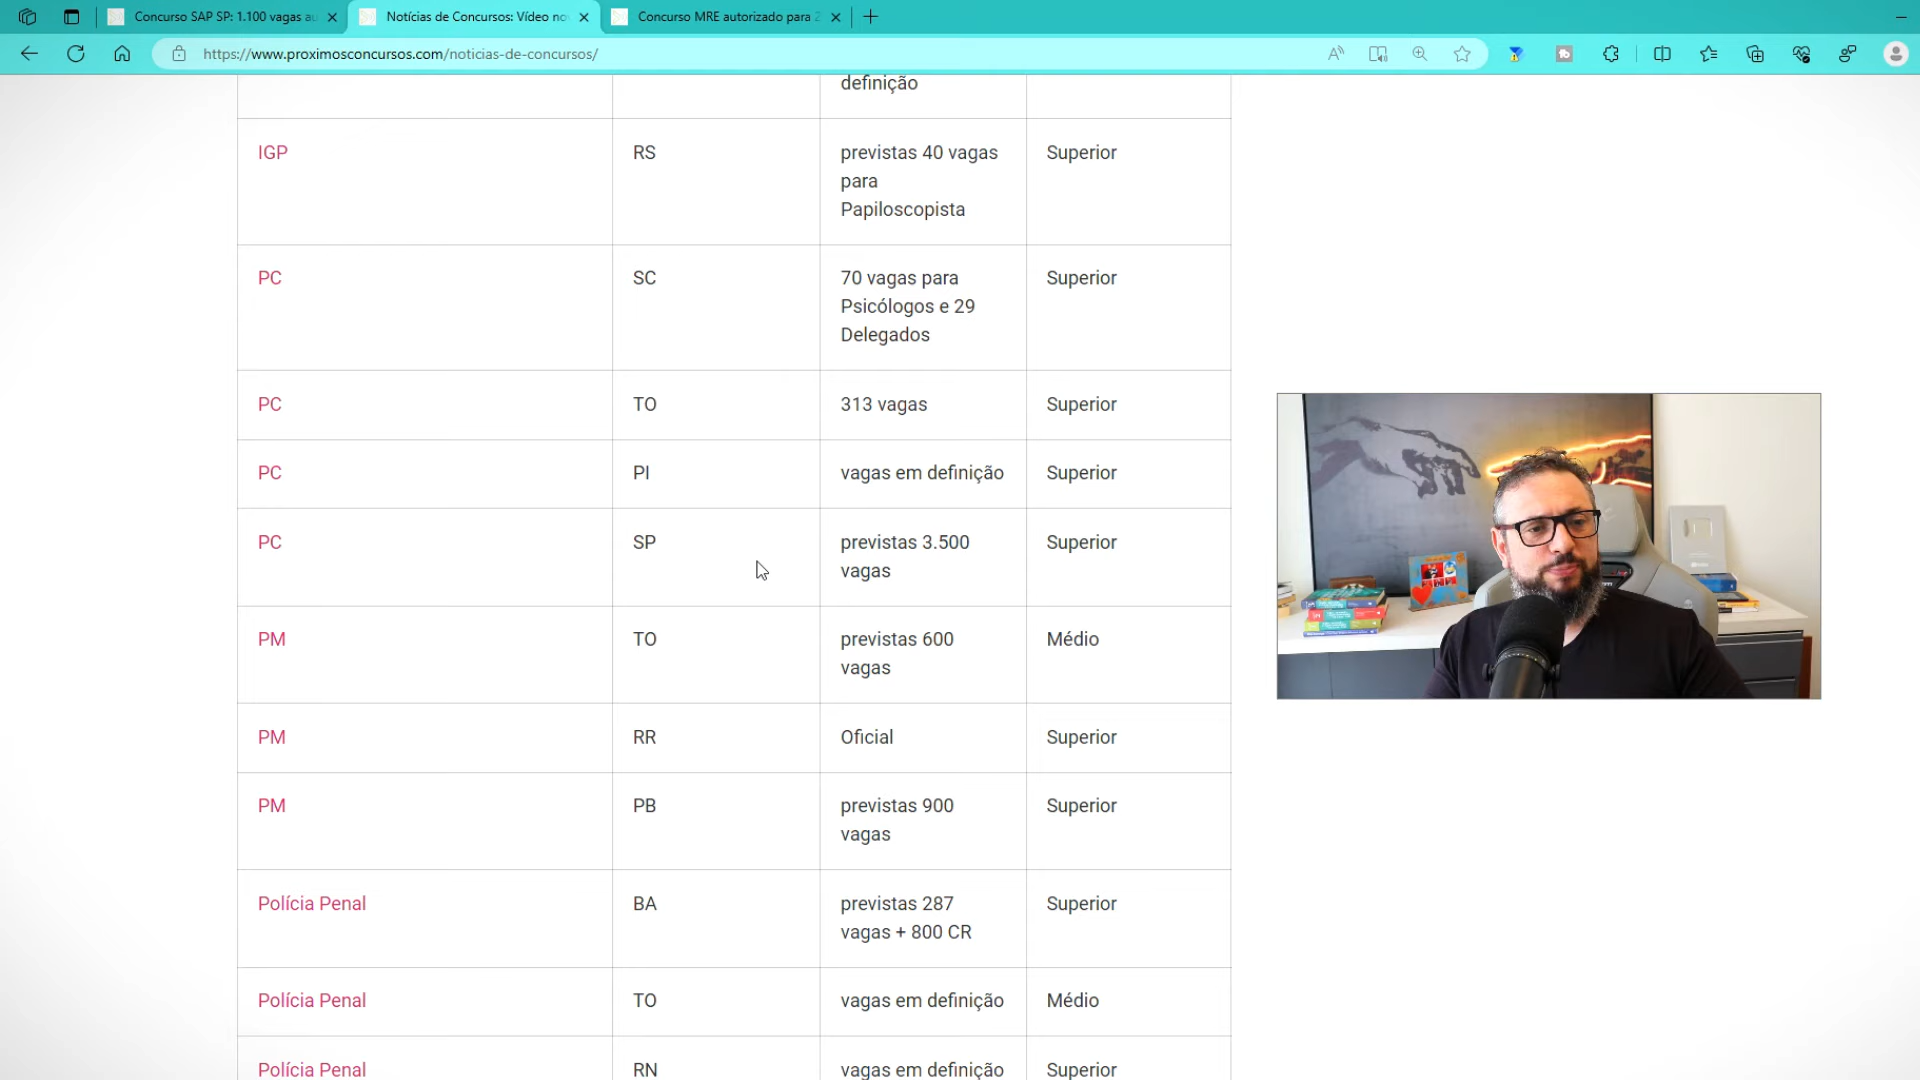 Concurso SAP SP: 1.100 vagas au
Notícias de Concursos: Vídeo no
Concurso MRE autorizado para 2
https://www.proximosconcursos.com/noticias-de-concursos/
definição
IGP RS previstas 40 vagas Superior
para
Papiloscopista
PC SC 70 vagas para Superior
Psicólogos e 29
Delegados
PC TO 313 vagas Superior
PC PI vagas em definição Superior
PC SP previstas 3.500 Superior
vagas
PM TO previstas 600 Médio
vagas
PM RR Oficial Superior
PM PB previstas 900 Superior
vagas
Polícia Penal BA previstas 287 Superior
vagas + 800 CR
Polícia Penal TO vagas em definição Médio
Polícia Penal RN vagas em definição Superior